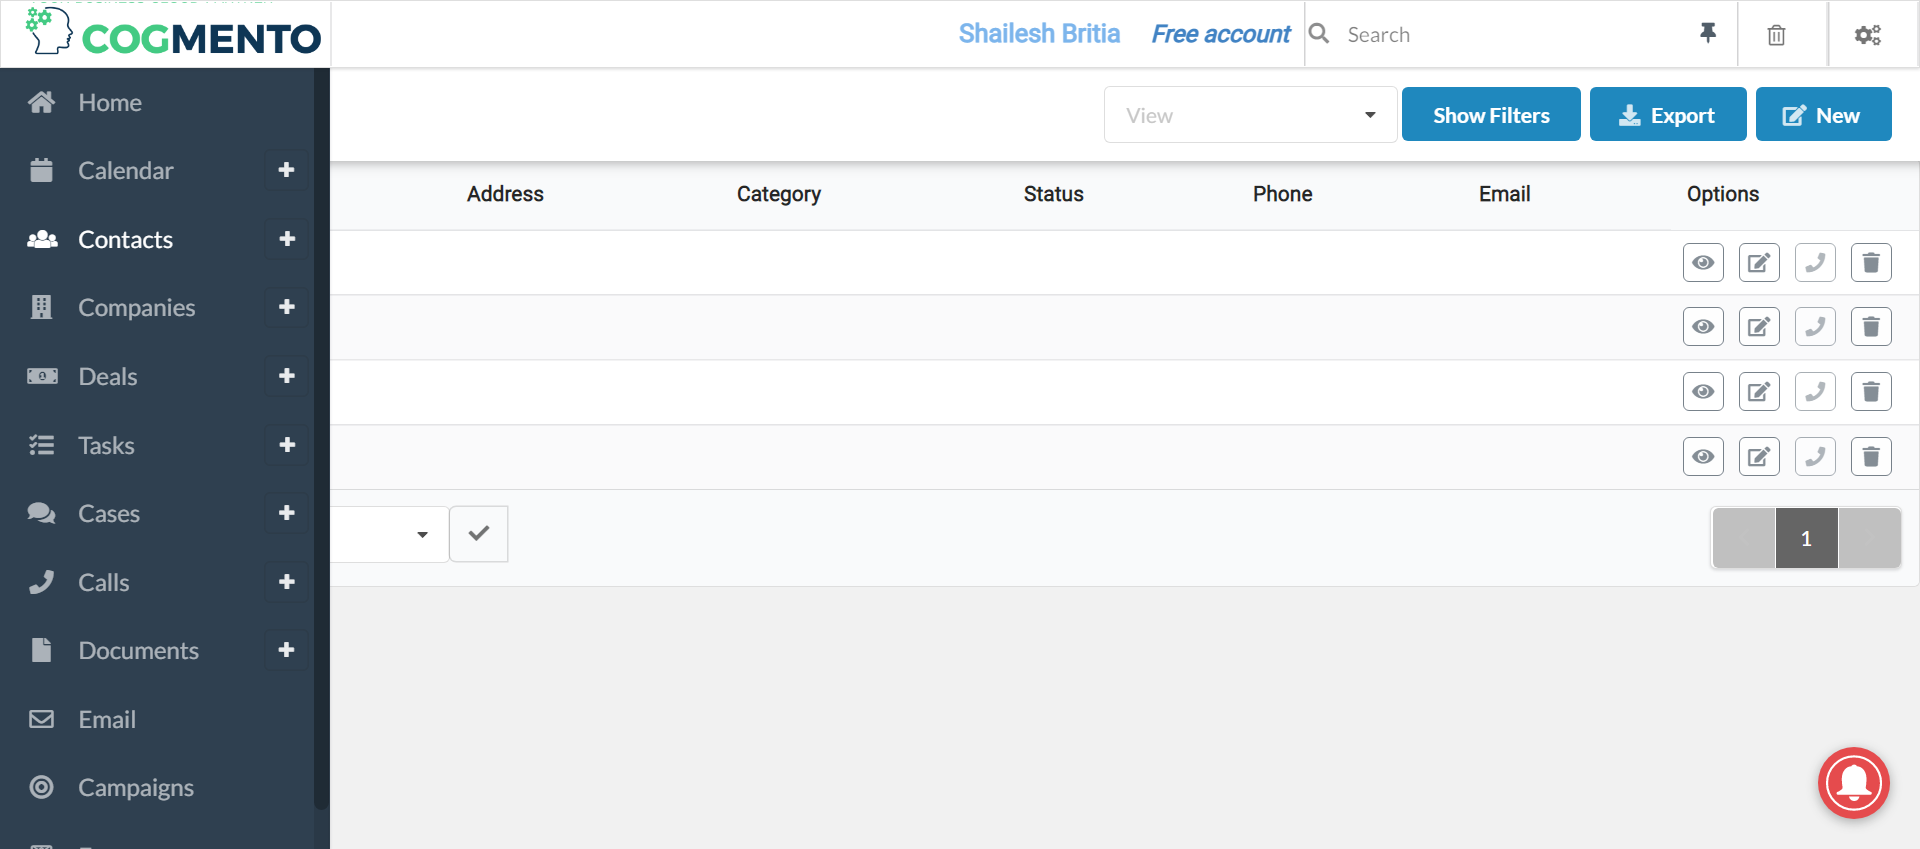 COGMENTO
Shailesh Britia
Free account
Search
Home
Calendar
Contacts
Companies
Deals
Tasks
Cases
Calls
Documents
Email
Campaigns
View
Show Filters
Export
New
Address
Category
Status
Phone
Email
Options
1